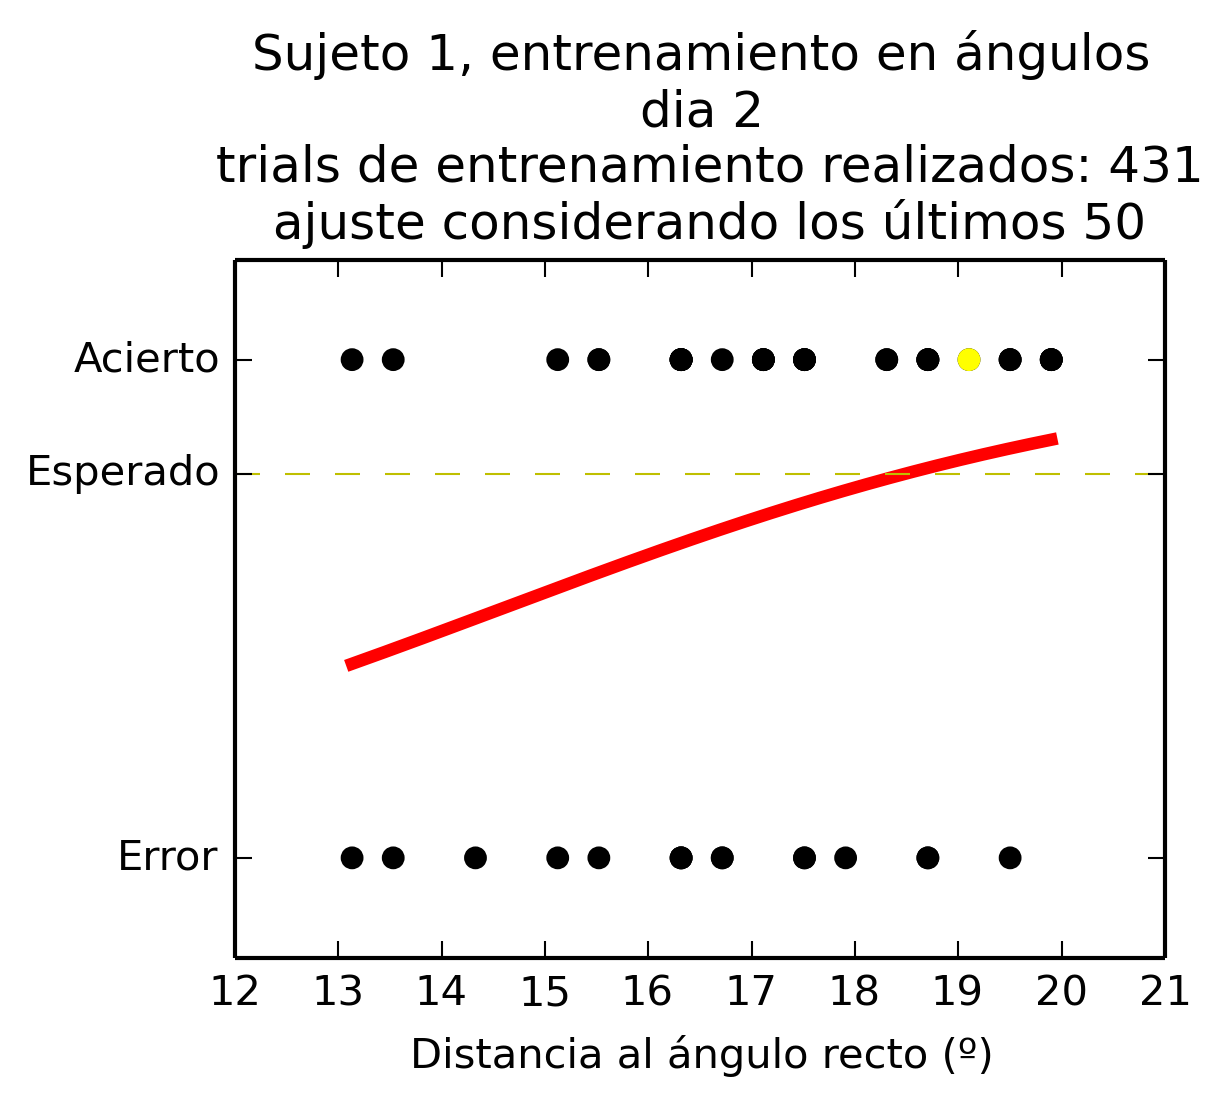 Sujeto 1, entrenamiento en ángulos
dia 2
trials de entrenamiento realizados: 431
ajuste considerando los últimos 50
Acierto
Esperado
Error
12 13 14 15 16 17 18 19 20 21
Distancia al ángulo recto (º)